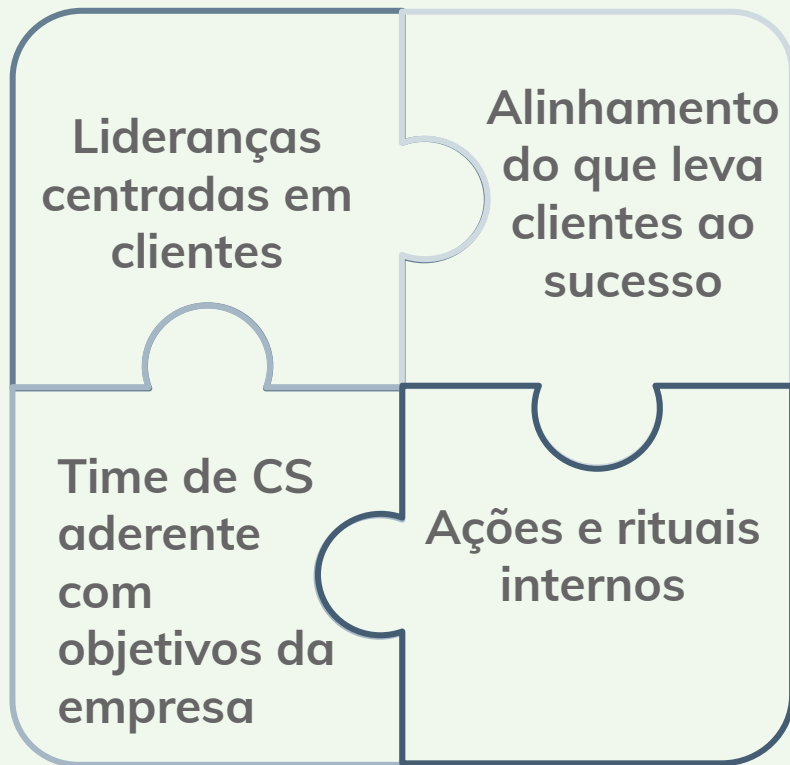 Lideranças
centradas em
clientes
Alinhamento
do que leva
clientes ao
sucesso
Time de CS
aderente
com
objetivos da
empresa
Ações e rituais
internos